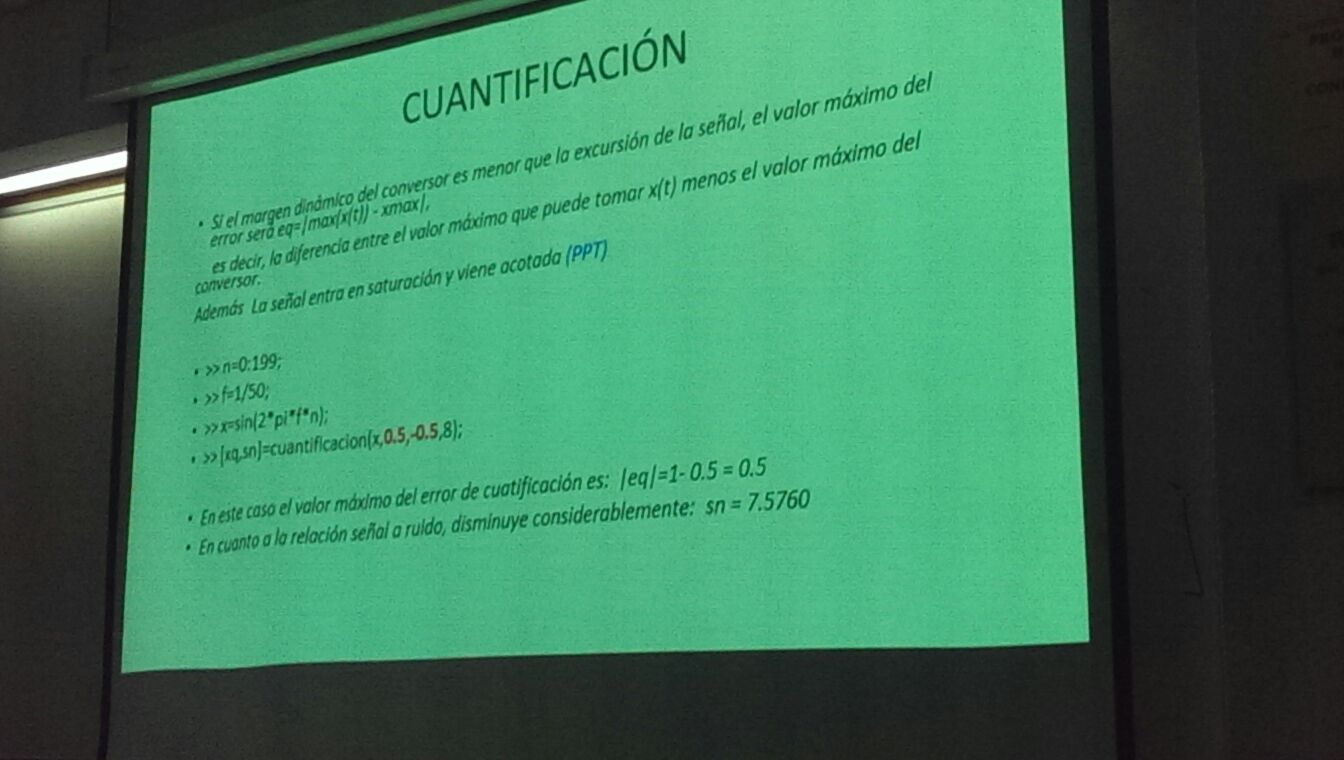 CUANTIFICACIÓN
• Si el margen dinámico del conversor es menor que la excursión de la señal, el valor máximo del
error será eq=|max(x(t)) - xmax|,
es decir, la diferencia entre el valor máximo que puede tomar x(t) menos el valor máximo del
conversor.
Además La señal entra en saturación y viene acotada (PPT)
• >> n=0:199;
• >> f=1/50;
• >> x=sin(2*pi*f*n);
• >> [xq,sn]=cuantificacion(x,0.5,-0.5,8);
• En este caso el valor máximo del error de cuatificación es: |eq|=1- 0.5 = 0.5
• En cuanto a la relación señal a ruido, disminuye considerablemente: sn = 7.5760